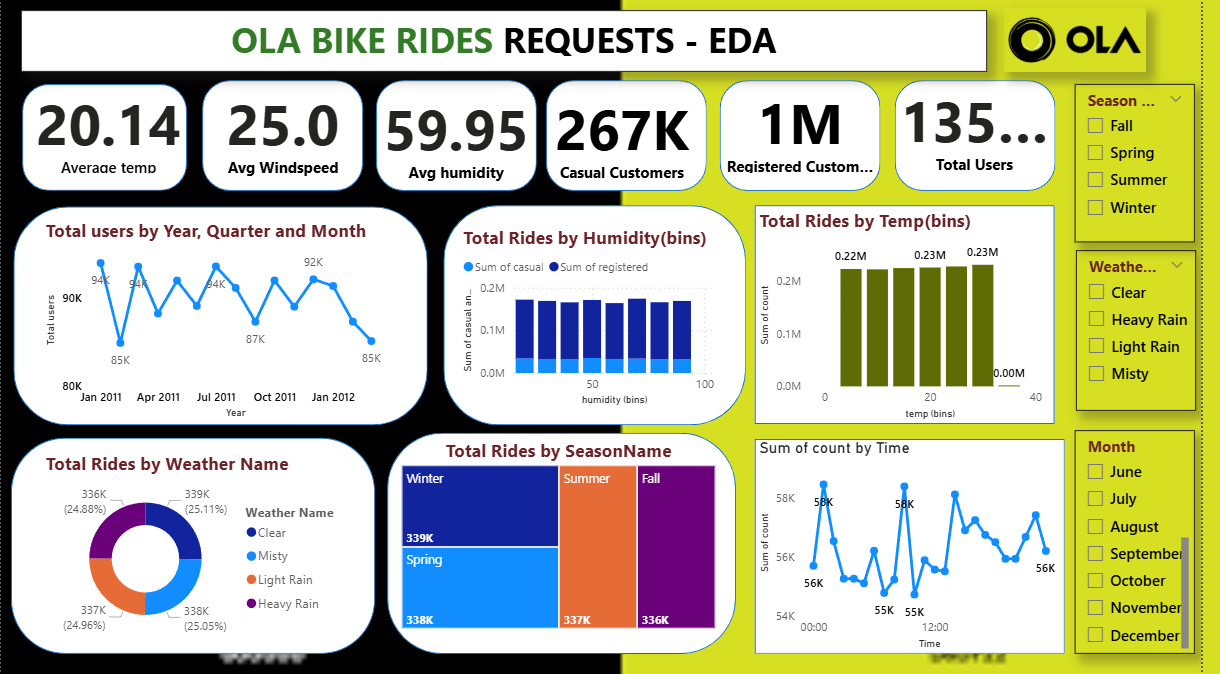 OLA BIKE RIDES REQUESTS - EDA
OLA
20.14
Average temp
25.0
Avg Windspeed
59.95
Avg humidity
267K
Casual Customers
1M
Registered Custom...
135...
Total Users
Season ...
Fall
Spring
Summer
Winter
Total users by Year, Quarter and Month
Total users
90K
80K
94K
85K
94K
94K
87K
92K
85K
Jan 2011 Apr 2011 Jul 2011 Oct 2011 Jan 2012
Year
Total Rides by Humidity(bins)
Sum of casual Sum of registered
Sum of casual an...
0.2M
0.1M
0.0M
50 100
humidity (bins)
Total Rides by Temp(bins)
Sum of count
0.2M
0.1M
0.0M
0.22M 0.23M 0.23M
0.00M
0 20 40
temp (bins)
Weathe...
Clear
Heavy Rain
Light Rain
Misty
Total Rides by Weather Name
336K
(24.88%)
339K
(25.11%)
337K
(24.96%)
338K
(25.05%)
Weather Name
Clear
Misty
Light Rain
Heavy Rain
Total Rides by SeasonName
Winter
339K
Spring
338K
Summer
337K
Fall
336K
Sum of count by Time
Sum of count
58K
56K
54K
56K
58K
55K
58K
55K
56K
00:00 12:00
Time
Month
June
July
August
September
October
November
December